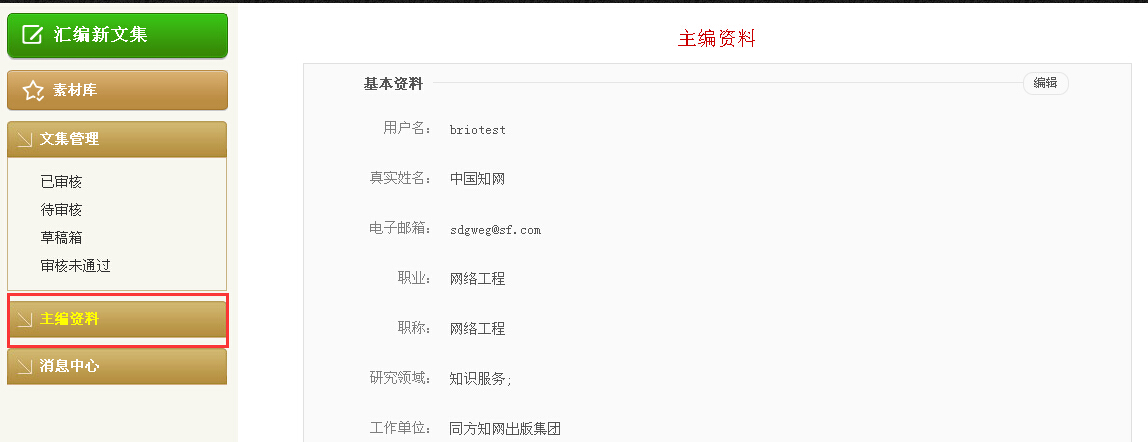 汇编新文集
素材库
文集管理
已审核
待审核
草稿箱
审核未通过
主编资料
消息中心
主编资料
基本资料 编辑
用户名： briotest
真实姓名： 中国知网
电子邮箱： sdgweg@sf.com
职业： 网络工程
职称： 网络工程
研究领域： 知识服务;
工作单位： 同方知网出版集团